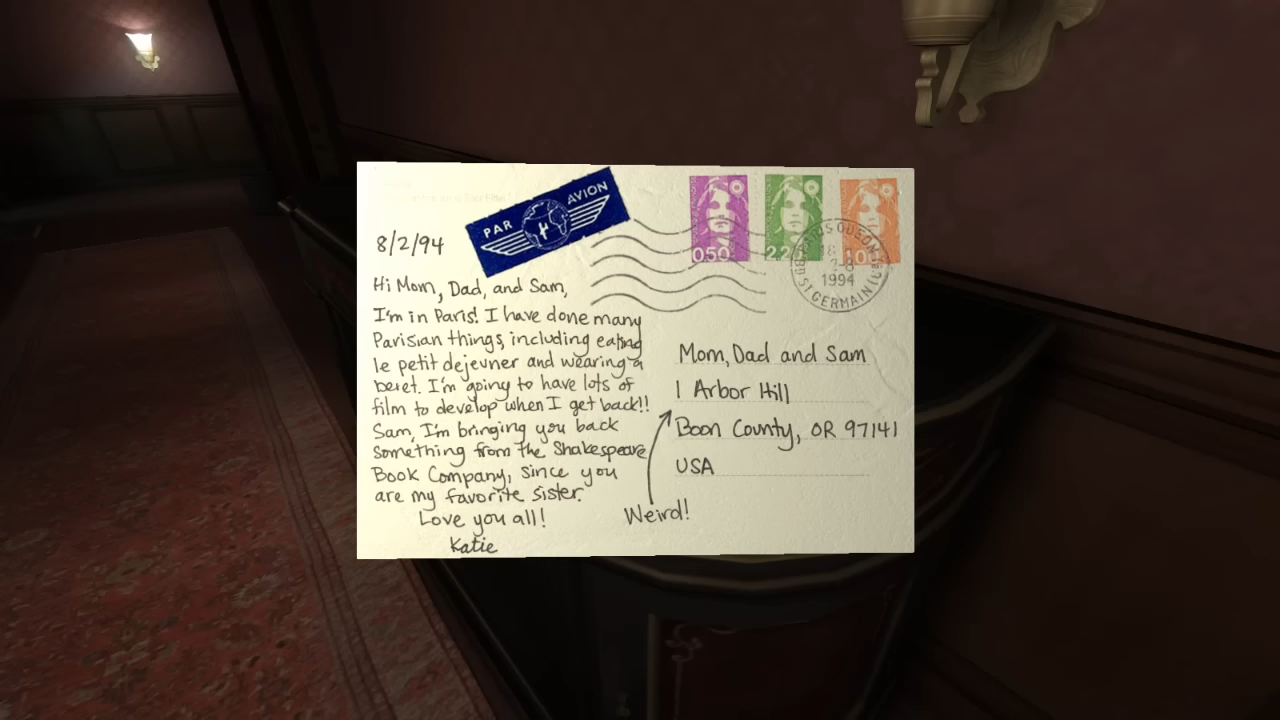 PAR AVION
0.50
2.2
8/2/94
1994
ST GERMAIN
Hi Mom, Dad, and Sam,
I'm in Paris! I have done many
Parisian things, including eating
le petit dejeuner and wearing a
beret. I'm going to have lots of
film to develop when I get back!!
Sam, I'm bringing you back
something from the Shakespeare
Book Company, since you
are my favorite sister.
Love you all!
Katie
Mom, Dad and Sam
1 Arbor Hill
Boon County, OR 97141
USA
Weird!